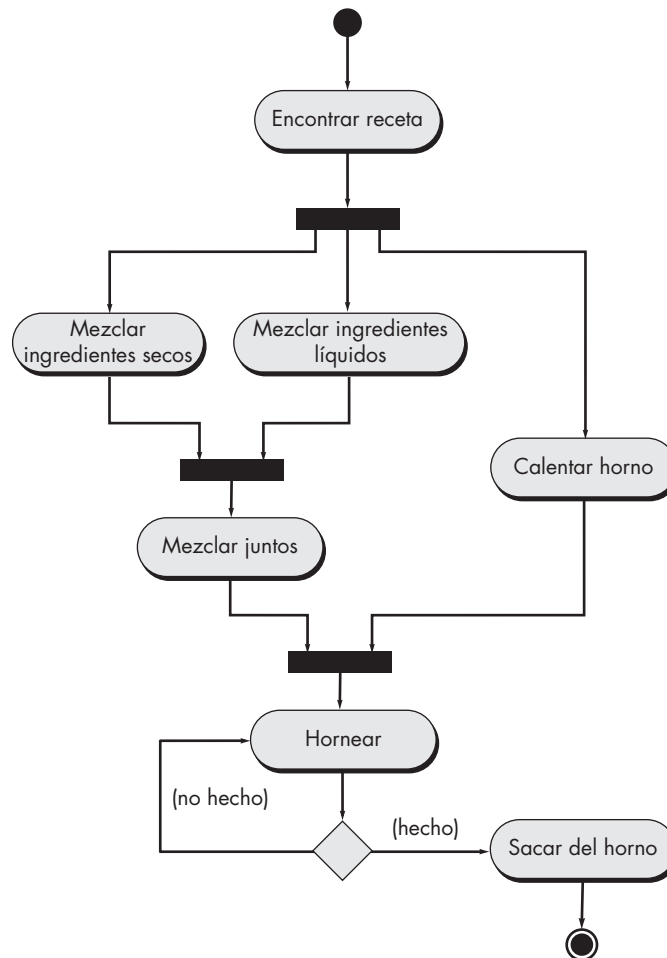 Encontrar receta
Mezclar
ingredientes secos
Mezclar ingredientes
líquidos
Calentar horno
Mezclar juntos
Hornear
(no hecho)
(hecho)
Sacar del horno